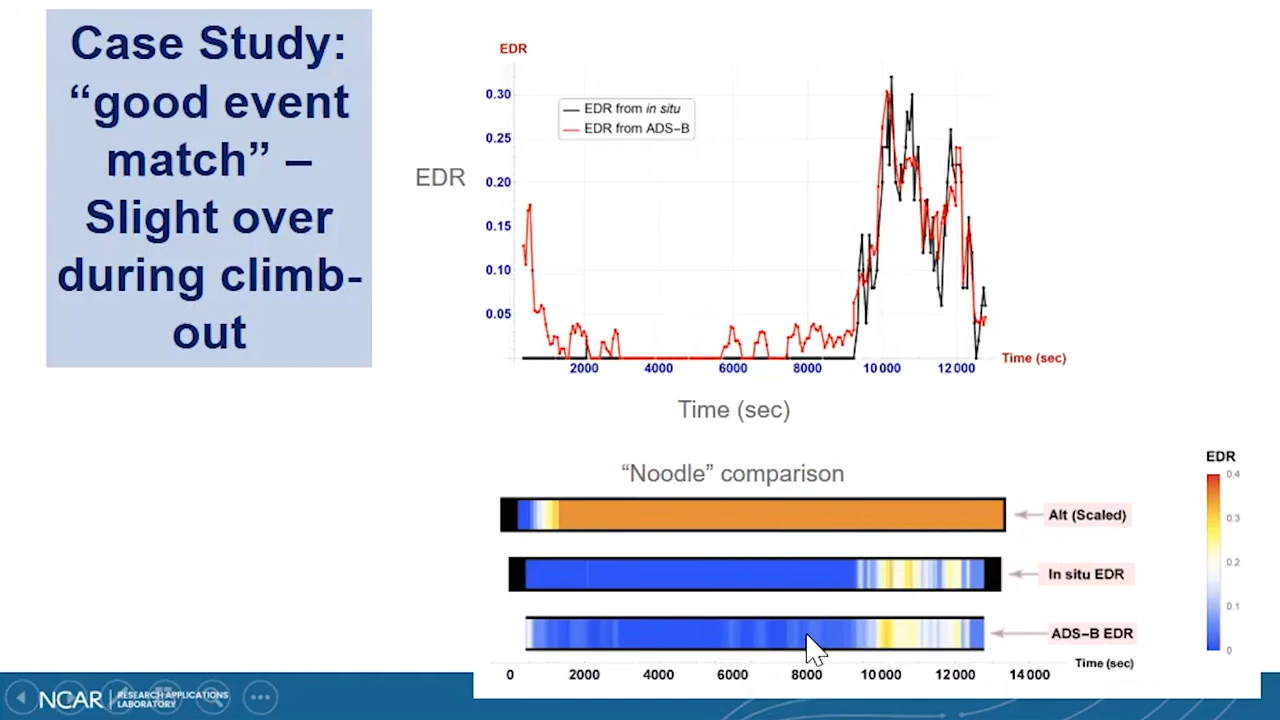 Case Study:
“good event
match” –
Slight over
during climb-
out
EDR
EDR
0.30
0.25
0.20
0.15
0.10
0.05
EDR from in situ
EDR from ADS−B
2000 4000 6000 8000 10 000 12 000
Time (sec)
Time (sec)
“Noodle” comparison
Alt (Scaled)
In situ EDR
ADS−B EDR
Time (sec)
0 2000 4000 6000 8000 10 000 12 000 14 000
EDR
0.4
0.3
0.2
0.1
0
NCAR
RESEARCH APPLICATIONS
LABORATORY